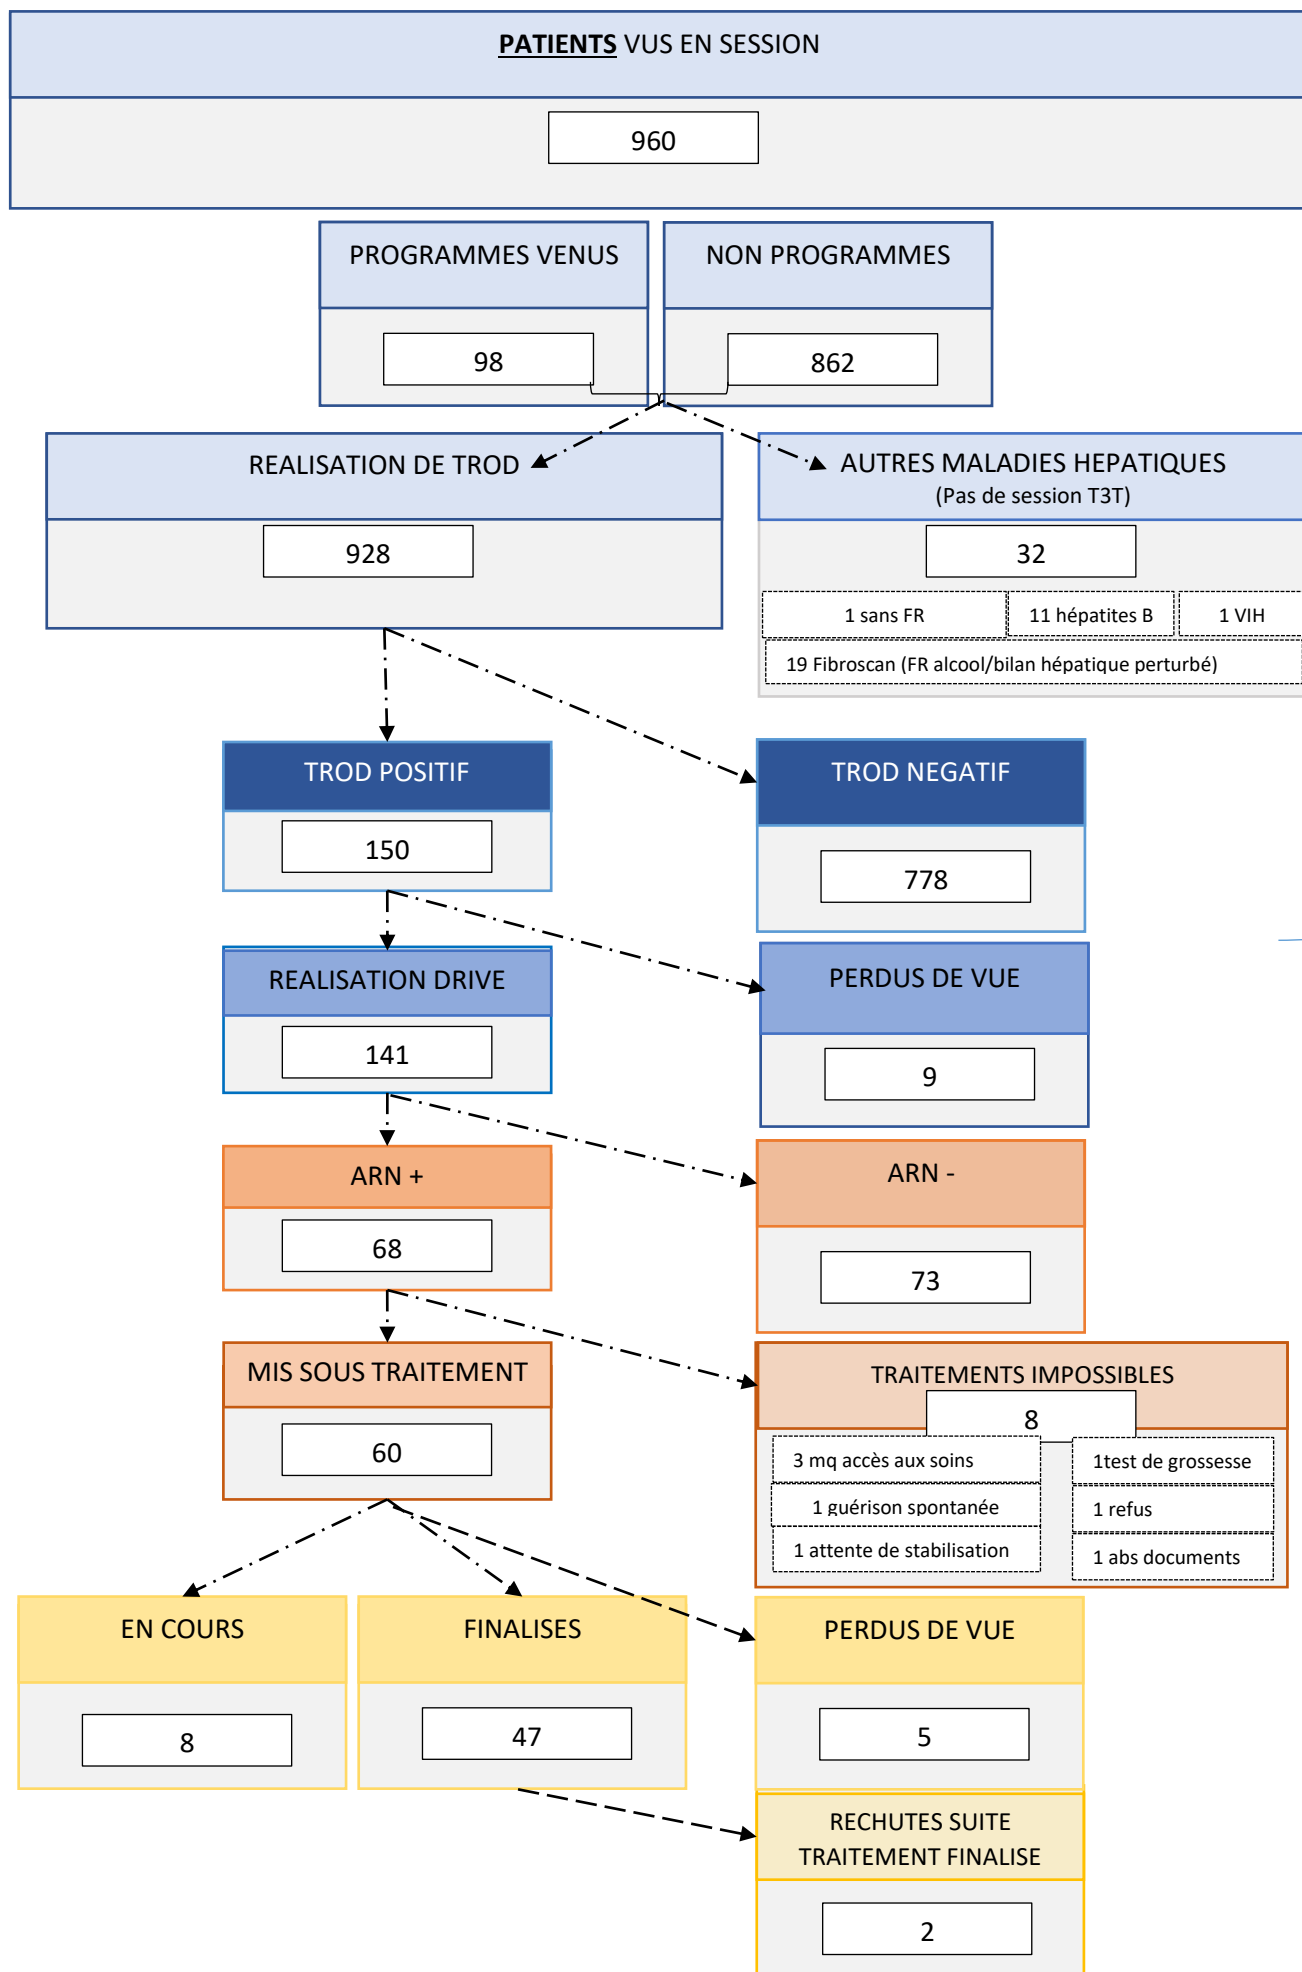 PATIENTS VUS EN SESSION
960
PROGRAMMES VENUS
98
NON PROGRAMMES
862
REALISATION DE TROD
928
AUTRES MALADIES HEPATIQUES
(Pas de session T3T)
32
1 sans FR
11 hépatites B
1 VIH
19 Fibroscan (FR alcool/bilan hépatique perturbé)
TROD POSITIF
150
TROD NEGATIF
778
REALISATION DRIVE
141
PERDUS DE VUE
9
ARN +
68
ARN -
73
MIS SOUS TRAITEMENT
60
TRAITEMENTS IMPOSSIBLES
8
3 mq accès aux soins
1test de grossesse
1 guérison spontanée
1 refus
1 attente de stabilisation
1 abs documents
EN COURS
8
FINALISES
47
PERDUS DE VUE
5
RECHUTES SUITE
TRAITEMENT FINALISE
2